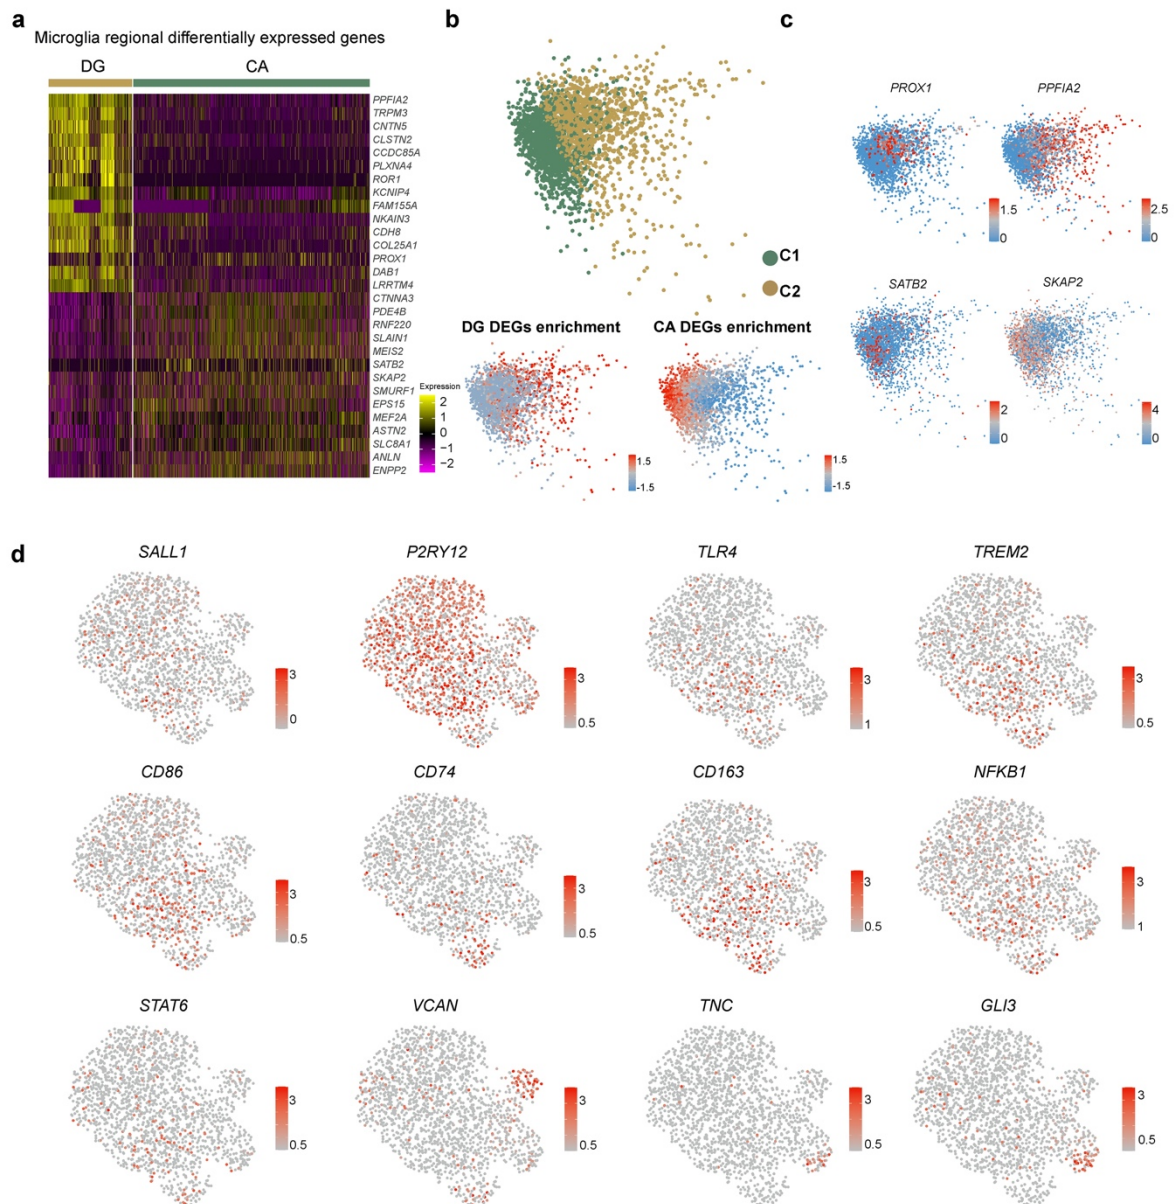 a
Microglia regional differentially expressed genes
DG
CA
PPFIA2
TRPM3
CNTN5
CLSTN2
CCDC85A
PLXNA4
ROR1
KCNIP4
FAM155A
NKAIN3
CDH8
COL25A1
PROX1
DAB1
LRRTM4
CTNNA3
PDE4B
RNF220
SLAIN1
MEIS2
SATB2
SKAP2
SMURF1
EPS15
MEF2A
ASTN2
SLC8A1
ANLN
ENPP2
Expression
2
1
0
−1
−2
b
C1
C2
DG DEGs enrichment
1.5
-1.5
CA DEGs enrichment
1.5
-1.5
c
PROX1
1.5
0
PPFIA2
2.5
0
SATB2
2
0
SKAP2
4
0
d
SALL1
3
0
P2RY12
3
0.5
TLR4
3
1
TREM2
3
0.5
CD86
3
0.5
CD74
3
0.5
CD163
3
0.5
NFKB1
3
1
STAT6
3
0.5
VCAN
3
0.5
TNC
3
0.5
GLI3
3
0.5